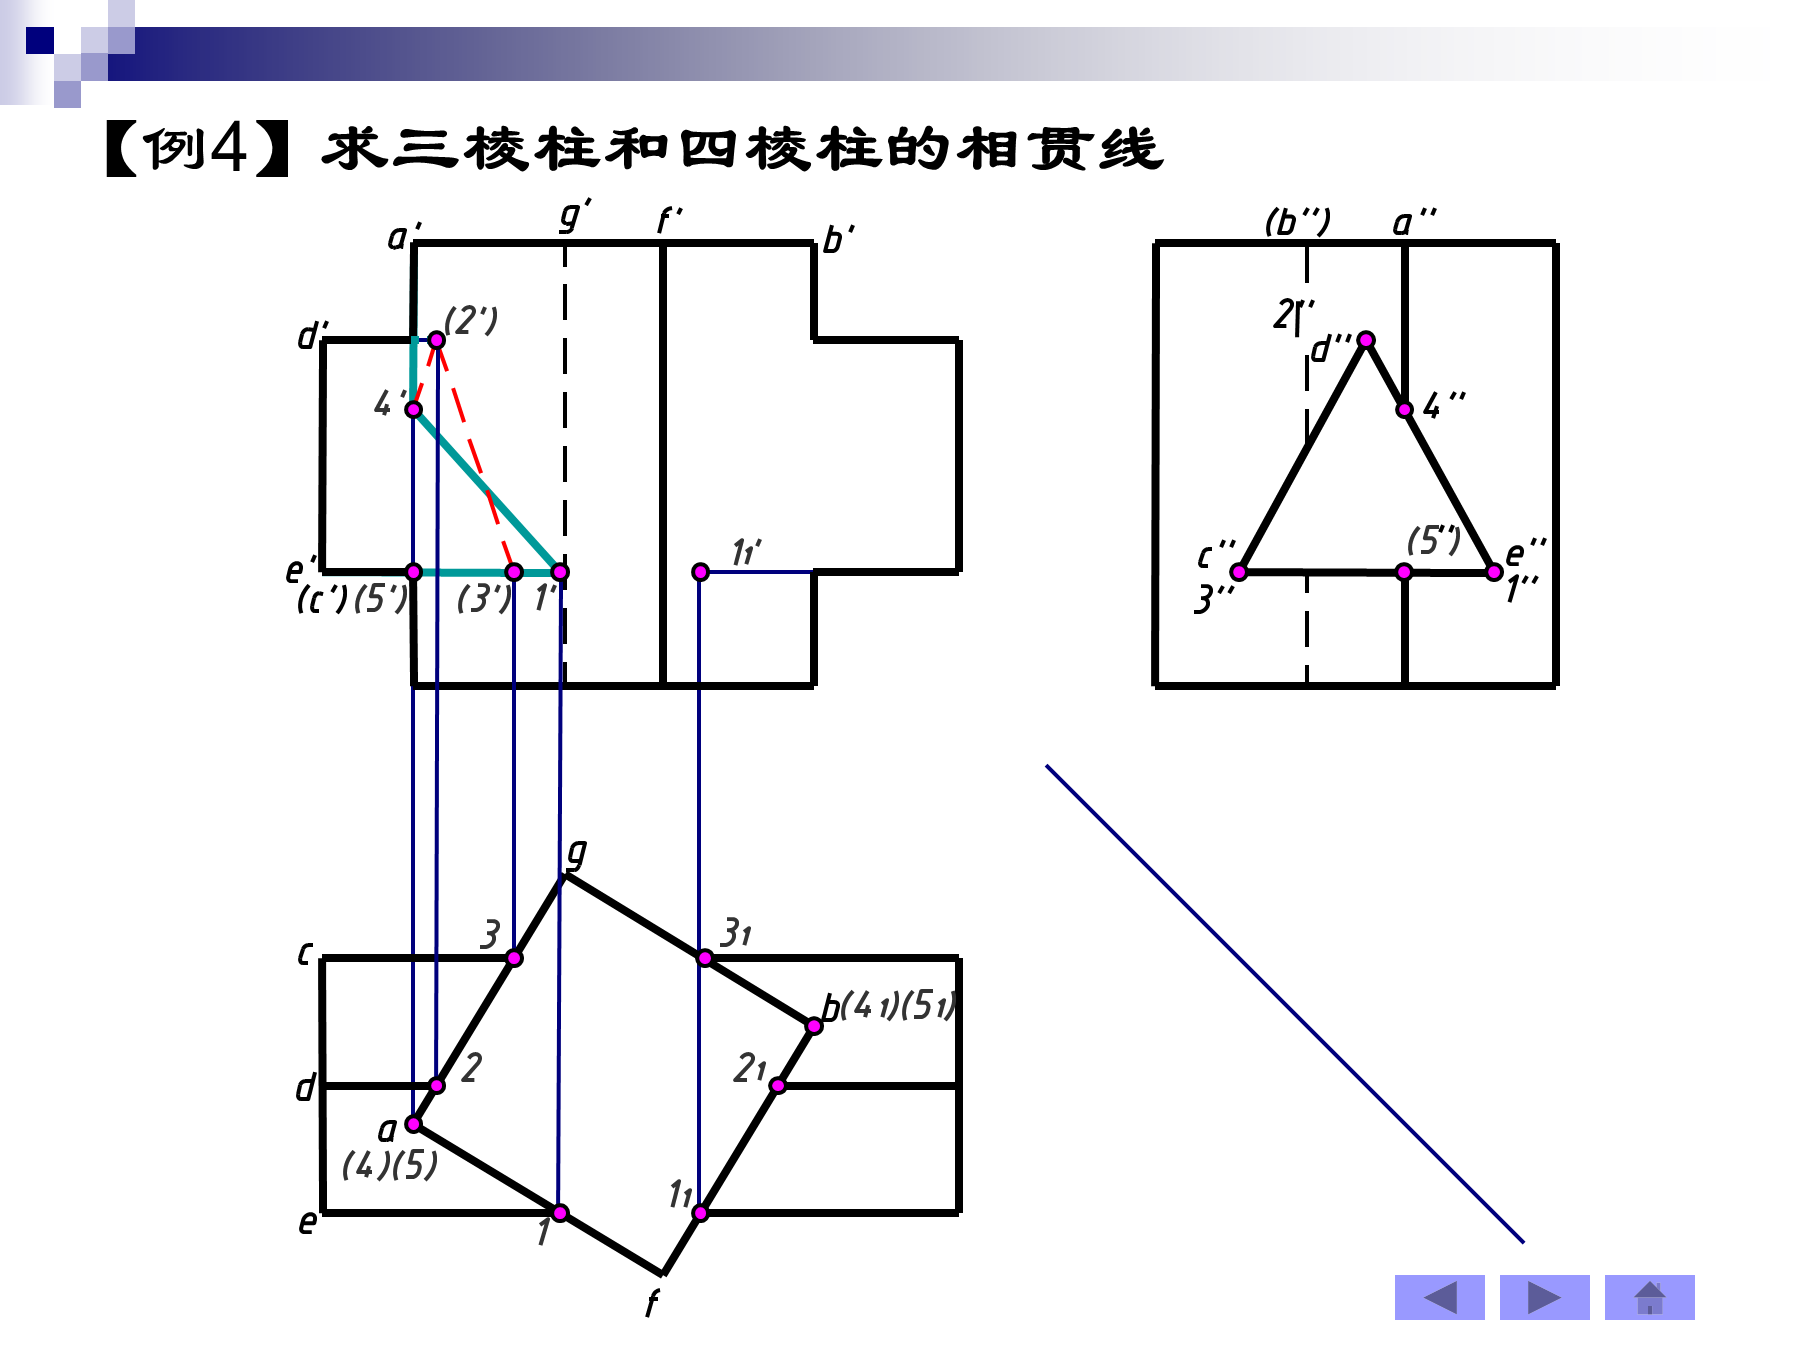 【例4】求三棱柱和四棱柱的相贯线
a' g' f' b' (b'') a''
(2') 2''
d' d''
4' 4''
1₁' (5'')
e' c'' e''
(c')(5') (3') 1' 3'' 1''
g
3 3₁
c
b(4₁)(5₁)
2 2₁
d
a
(4)(5)
1₁
e 1
f